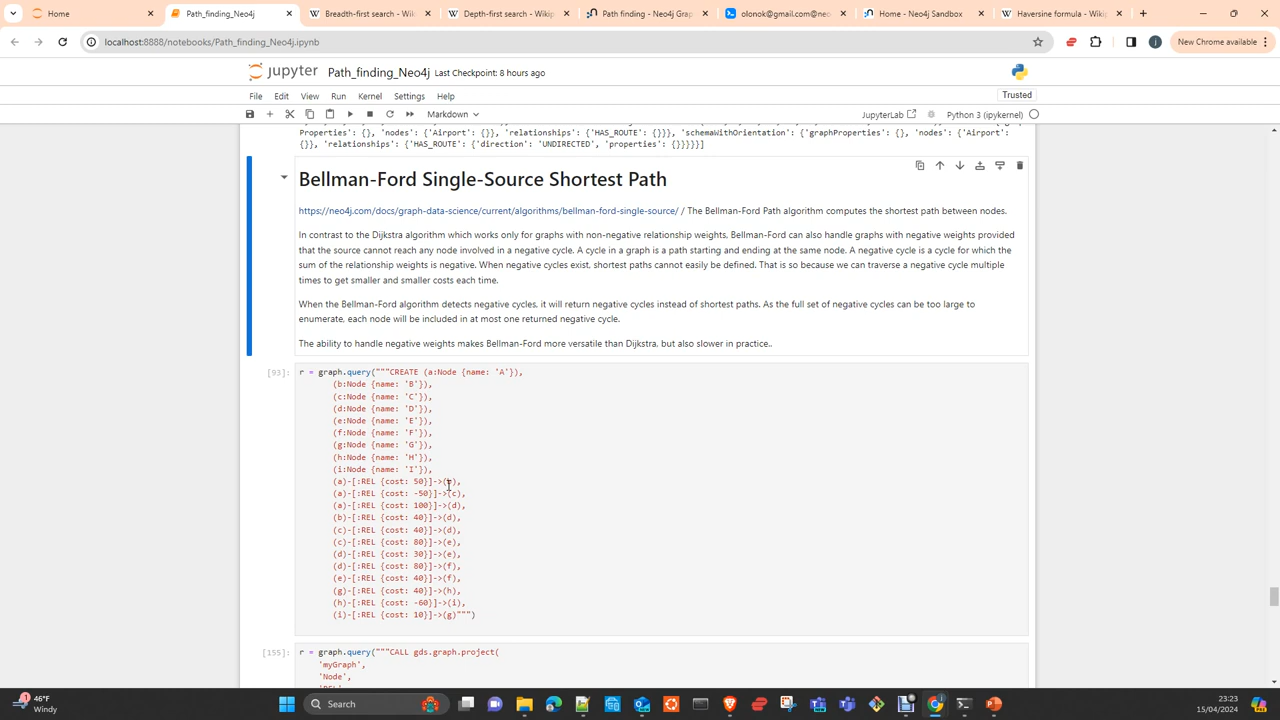 Home
Path_finding_Neo4j
Breadth-first search - Wiki
Depth-first search - Wikip
Path finding - Neo4j Grap
olonok@gmail.com@neo
Home - Neo4j Sandbox
Haversine formula - Wikip
localhost:8888/notebooks/Path_finding_Neo4j.ipynb
New Chrome available
jupyter Path_finding_Neo4j Last Checkpoint: 8 hours ago
File Edit View Run Kernel Settings Help
Trusted
Markdown
JupyterLab
Python 3 (ipykernel)
Properties': {}, 'nodes': {'Airport': {}}, 'relationships': {'HAS_ROUTE': {}}}, 'schemaWithOrientation': {'graphProperties': {}, 'nodes': {'Airport':
{}}, 'relationships': {'HAS_ROUTE': {'direction': 'UNDIRECTED', 'properties': {}}}}}]
Bellman-Ford Single-Source Shortest Path
https://neo4j.com/docs/graph-data-science/current/algorithms/bellman-ford-single-source/ / The Bellman-Ford Path algorithm computes the shortest path between nodes.
In contrast to the Dijkstra algorithm which works only for graphs with non-negative relationship weights, Bellman-Ford can also handle graphs with negative weights provided
that the source cannot reach any node involved in a negative cycle. A cycle in a graph is a path starting and ending at the same node. A negative cycle is a cycle for which the
sum of the relationship weights is negative. When negative cycles exist, shortest paths cannot easily be defined. That is so because we can traverse a negative cycle multiple
times to get smaller and smaller costs each time.
When the Bellman-Ford algorithm detects negative cycles, it will return negative cycles instead of shortest paths. As the full set of negative cycles can be too large to
enumerate, each node will be included in at most one returned negative cycle.
The ability to handle negative weights makes Bellman-Ford more versatile than Dijkstra, but also slower in practice..
[93]: r = graph.query("""CREATE (a:Node {name: 'A'}),
(b:Node {name: 'B'}),
(c:Node {name: 'C'}),
(d:Node {name: 'D'}),
(e:Node {name: 'E'}),
(f:Node {name: 'F'}),
(g:Node {name: 'G'}),
(h:Node {name: 'H'}),
(i:Node {name: 'I'}),
(a)-[:REL {cost: 50}]->(b),
(a)-[:REL {cost: -50}]->(c),
(a)-[:REL {cost: 100}]->(d),
(b)-[:REL {cost: 40}]->(d),
(c)-[:REL {cost: 40}]->(d),
(c)-[:REL {cost: 80}]->(e),
(d)-[:REL {cost: 30}]->(e),
(d)-[:REL {cost: 80}]->(f),
(e)-[:REL {cost: 40}]->(f),
(g)-[:REL {cost: 40}]->(h),
(h)-[:REL {cost: -60}]->(i),
(i)-[:REL {cost: 10}]->(g)""")
[155]: r = graph.query("""CALL gds.graph.project(
'myGraph',
'Node',
46°F
Windy
Search
23:23
15/04/2024